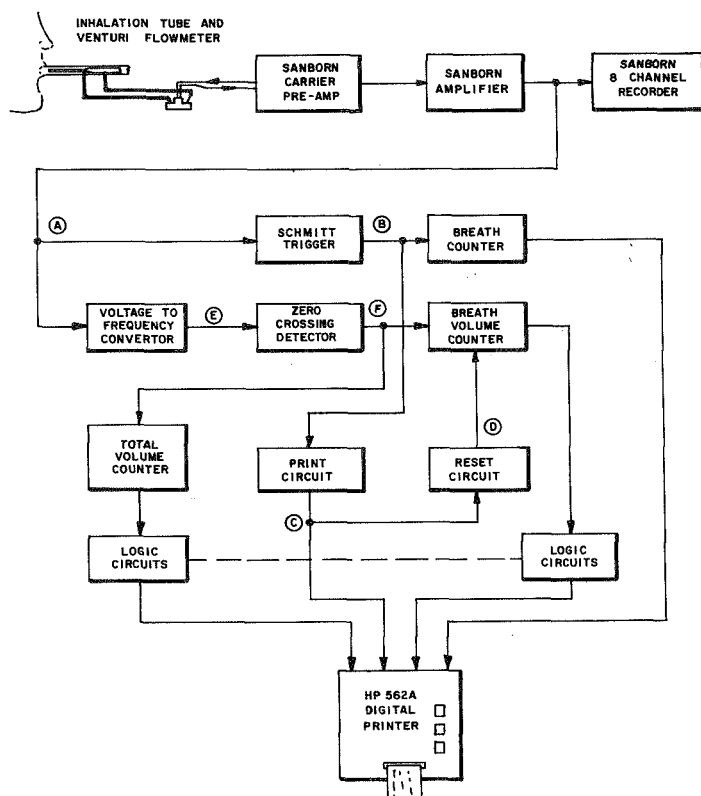 INHALATION TUBE AND
VENTURI FLOWMETER
SANBORN
CARRIER
PRE-AMP
SANBORN
AMPLIFIER
SANBORN
8 CHANNEL
RECORDER
A
SCHMITT
TRIGGER
B
BREATH
COUNTER
VOLTAGE TO
FREQUENCY
CONVERTOR
E
ZERO
CROSSING
DETECTOR
F
BREATH
VOLUME
COUNTER
D
TOTAL
VOLUME
COUNTER
PRINT
CIRCUIT
RESET
CIRCUIT
C
LOGIC
CIRCUITS
LOGIC
CIRCUITS
HP 562A
DIGITAL
PRINTER